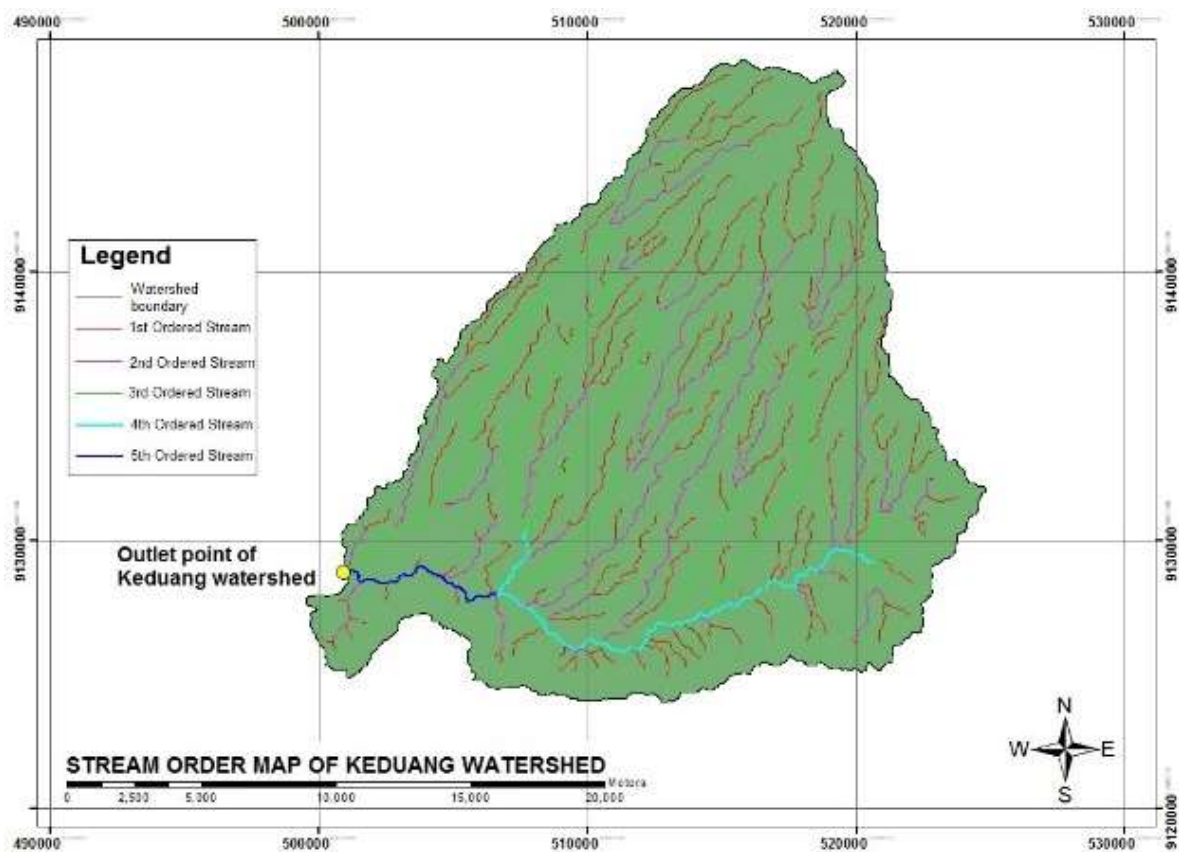 490000
500000
510000
520000
530000
Legend
Watershed
boundary
1st Ordered Stream
2nd Ordered Stream
3rd Ordered Stream
4th Ordered Stream
5th Ordered Stream
9140000
9140000
9130000
9130000
Outlet point of
Keduang watershed
N
W E
S
STREAM ORDER MAP OF KEDUANG WATERSHED
Meters
0 2,500 5,000 10,000 15,000 20,000
9120000
490000
500000
510000
520000
530000